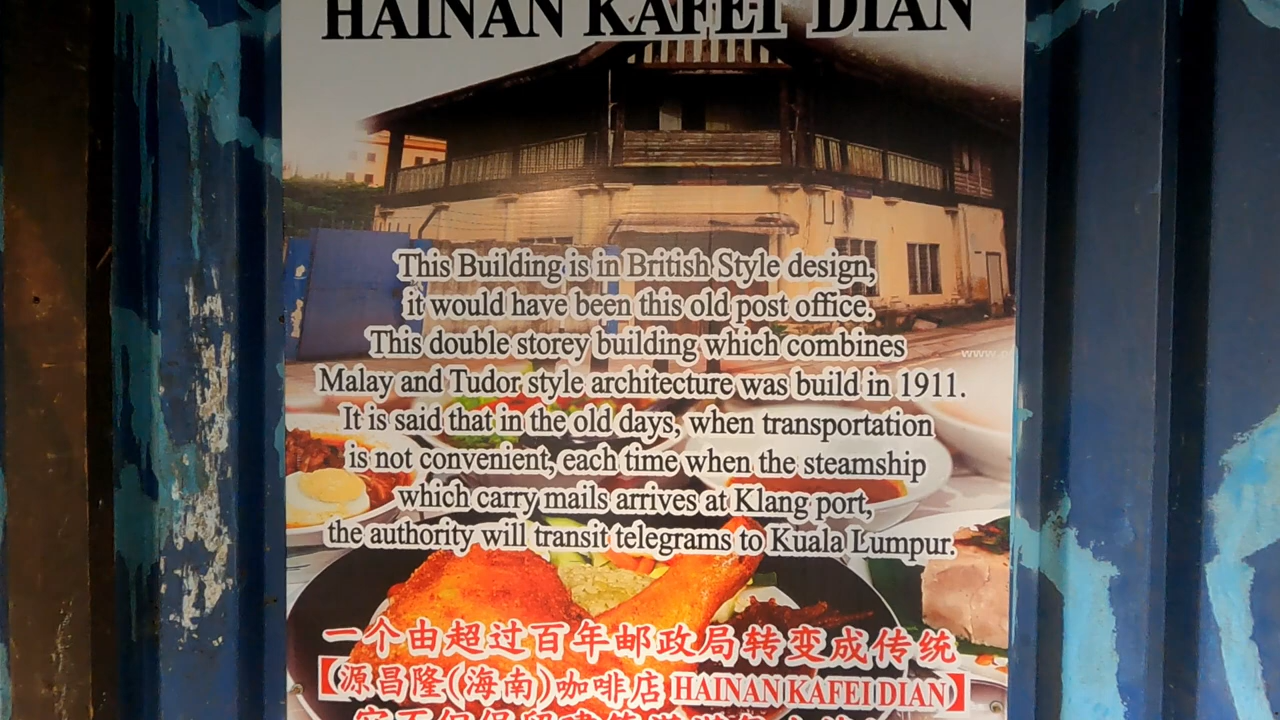 HAINAN KAFEI DIAN
This Building is in British Style design,
it would have been this old post office.
This double storey building which combines
Malay and Tudor style architecture was build in 1911.
It is said that in the old days, when transportation
is not convenient, each time when the steamship
which carry mails arrives at Klang port,
the authority will transit telegrams to Kuala Lumpur.
一个由超过百年邮政局转变成传统
【源昌隆(海南)咖啡店 HAINAN KAFEI DIAN】